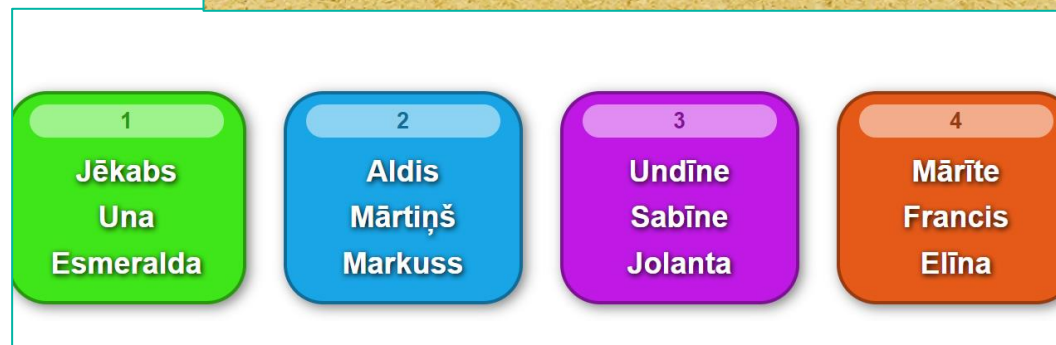 1
Jēkabs
Una
Esmeralda
2
Aldis
Mārtiņš
Markuss
3
Undīne
Sabīne
Jolanta
4
Mārīte
Francis
Elīna